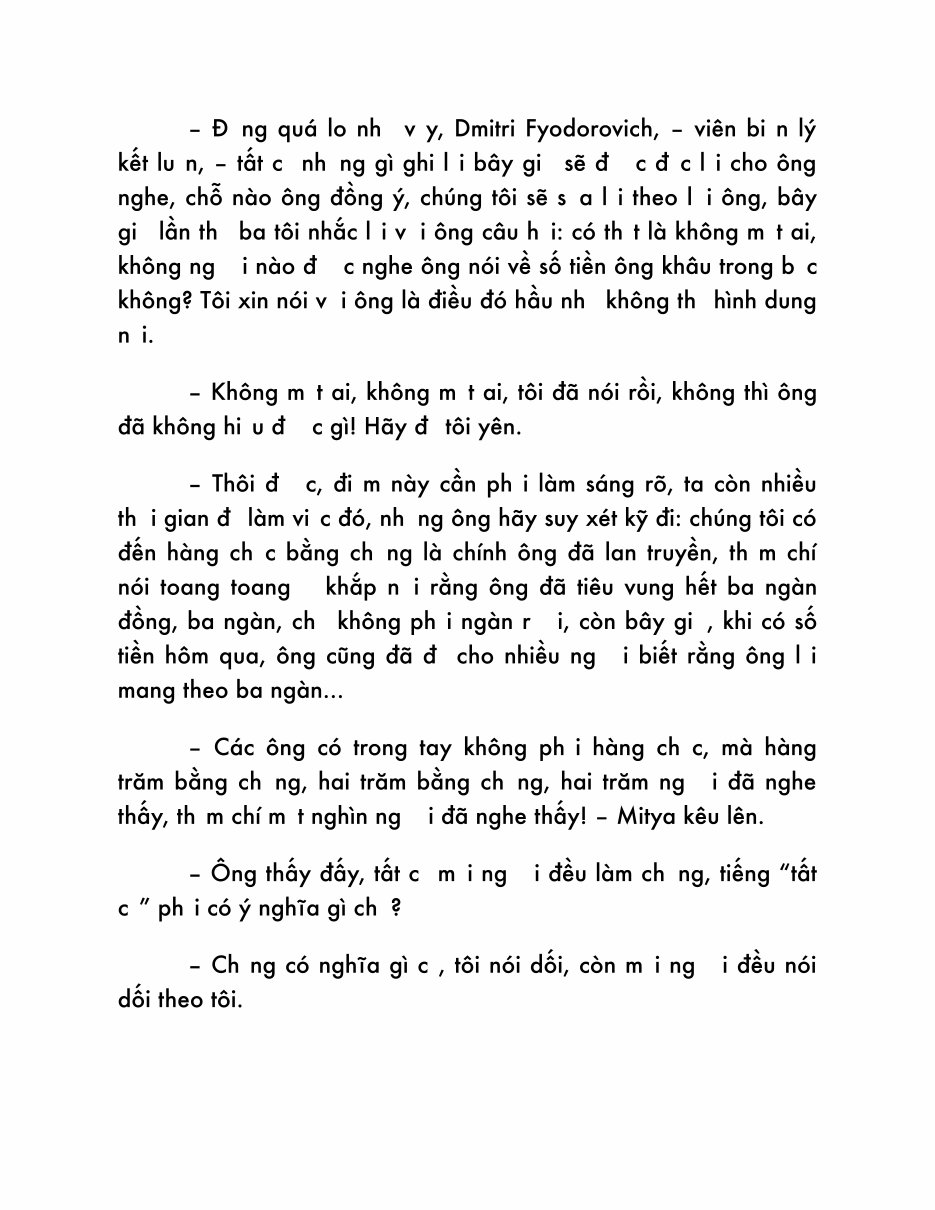 – Đ ng quá lo nh v y, Dmitri Fyodorovich, – viên bi n lý
kết lu n, – tất c nh ng gì ghi l i bây gi sẽ đ c đ c l i cho ông
nghe, chỗ nào ông đồng ý, chúng tôi sẽ s a l i theo l i ông, bây
gi lần th ba tôi nhắc l i v i ông câu h i: có th t là không m t ai,
không ng i nào đ c nghe ông nói về số tiền ông khâu trong b c
không? Tôi xin nói v i ông là điều đó hầu nh không th hình dung
n i.
– Không m t ai, không m t ai, tôi đã nói rồi, không thì ông
đã không hi u đ c gì! Hãy đ tôi yên.
– Thôi đ c, đi m này cần ph i làm sáng rõ, ta còn nhiều
th i gian đ làm vi c đó, nh ng ông hãy suy xét kỹ đi: chúng tôi có
đến hàng ch c bằng ch ng là chính ông đã lan truyền, th m chí
nói toang toang khắp n i rằng ông đã tiêu vung hết ba ngàn
đồng, ba ngàn, ch không ph i ngàn r i, còn bây gi , khi có số
tiền hôm qua, ông cũng đã đ cho nhiều ng i biết rằng ông l i
mang theo ba ngàn...
– Các ông có trong tay không ph i hàng ch c, mà hàng
trăm bằng ch ng, hai trăm bằng ch ng, hai trăm ng i đã nghe
thấy, th m chí m t nghìn ng i đã nghe thấy! – Mitya kêu lên.
– Ông thấy đấy, tất c m i ng i đều làm ch ng, tiếng “tất
c ” ph i có ý nghĩa gì ch ?
– Ch ng có nghĩa gì c , tôi nói dối, còn m i ng i đều nói
dối theo tôi.